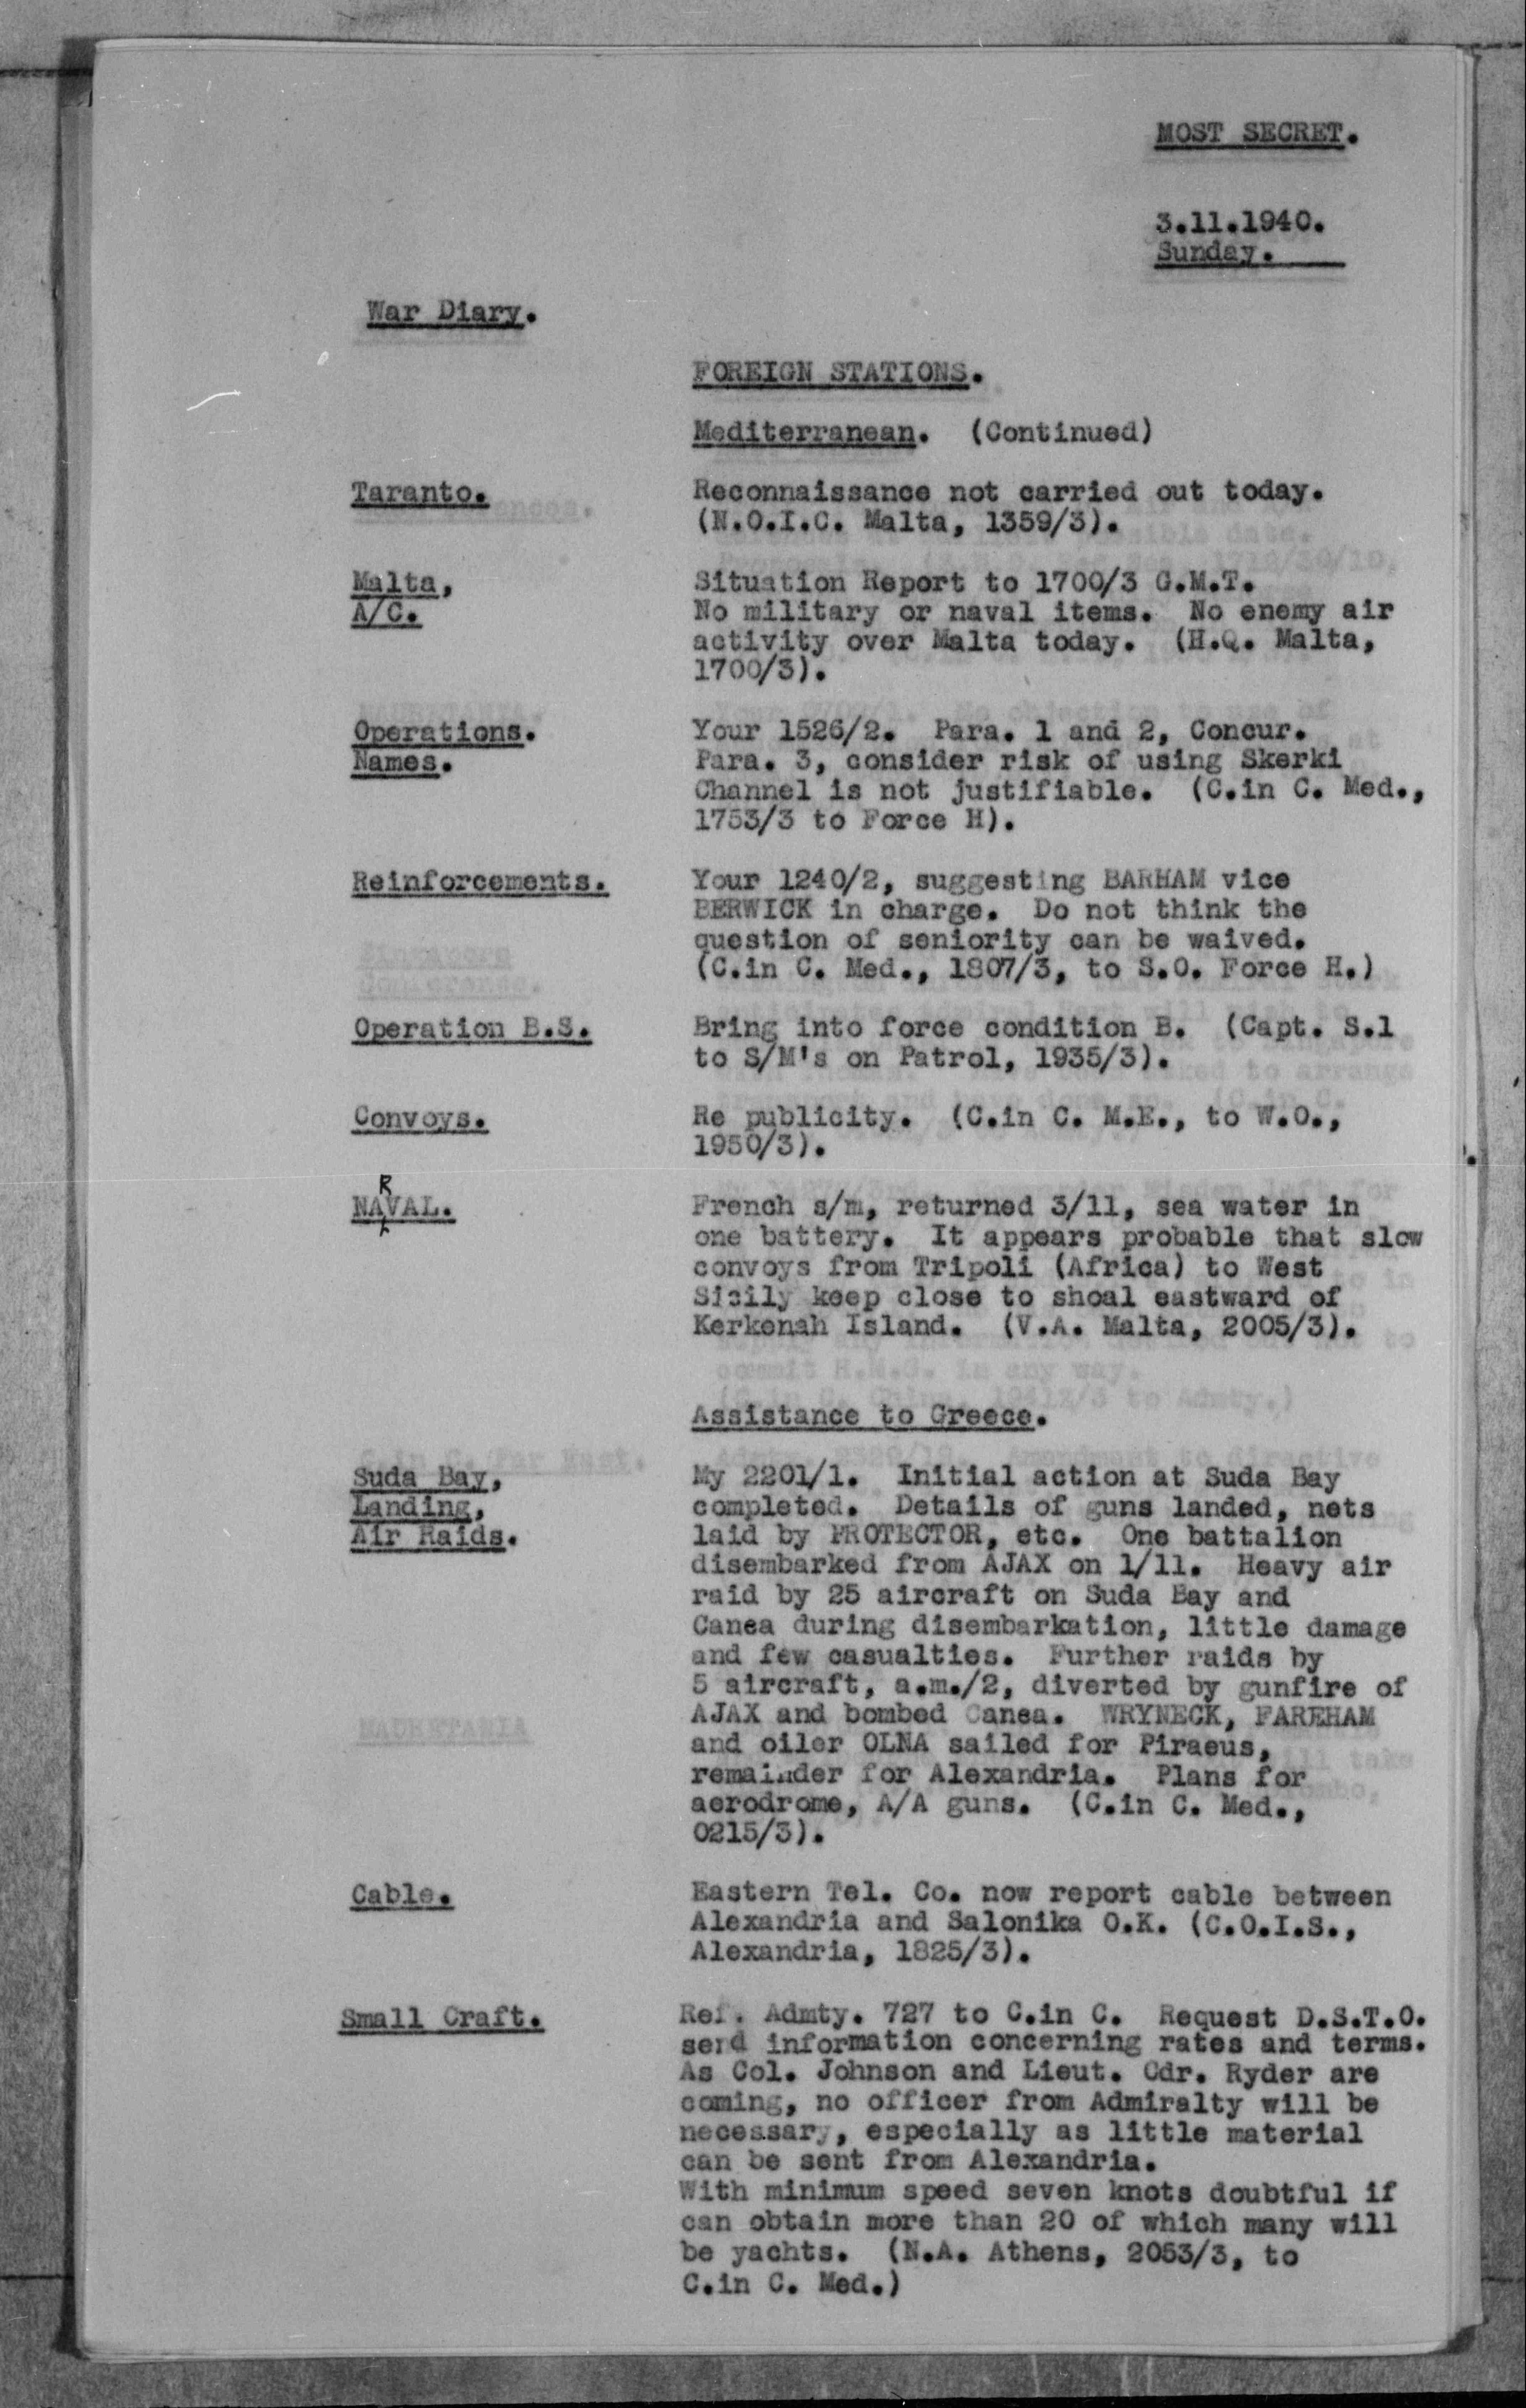 MOST SECRET.
3.11.1940.
Sunday.
War Diary.
FOREIGN STATIONS.
Mediterranean. (Continued)
Taranto.
Reconnaissance not carried out today.
(N.O.I.C. Malta, 1359/3).
Malta,
A/C.
Situation Report to 1700/3 G.M.T.
No military or naval items. No enemy air
activity over Malta today. (H.Q. Malta,
1700/3).
Operations.
Names.
Your 1526/2. Para. 1 and 2, Concur.
Para. 3, consider risk of using Skerki
Channel is not justifiable. (C.in C. Med.,
1753/3 to Force H).
Reinforcements.
Your 1240/2, suggesting BARHAM vice
BERWICK in charge. Do not think the
question of seniority can be waived.
(C.in C. Med., 1807/3, to S.O. Force H.)
Operation B.S.
Bring into force condition B. (Capt. S.1
to S/M's on Patrol, 1935/3).
Convoys.
Re publicity. (C.in C. M.E., to W.O.,
1950/3).
R
NAVAL.
French s/m, returned 3/11, sea water in
one battery. It appears probable that slow
convoys from Tripoli (Africa) to West
Sicily keep close to shoal eastward of
Kerkenah Island. (V.A. Malta, 2005/3).
Assistance to Greece.
Suda Bay,
Landing,
Air Raids.
My 2201/1. Initial action at Suda Bay
completed. Details of guns landed, nets
laid by PROTECTOR, etc. One battalion
disembarked from AJAX on 1/11. Heavy air
raid by 25 aircraft on Suda Bay and
Canea during disembarkation, little damage
and few casualties. Further raids by
5 aircraft, a.m./2, diverted by gunfire of
AJAX and bombed Canea. WRYNECK, FAREHAM
and oiler OLNA sailed for Piraeus,
remainder for Alexandria. Plans for
aerodrome, A/A guns. (C.in C. Med.,
0215/3).
Cable.
Eastern Tel. Co. now report cable between
Alexandria and Salonika O.K. (C.O.I.S.,
Alexandria, 1825/3).
Small Craft.
Ref. Admty. 727 to C.in C. Request D.S.T.O.
send information concerning rates and terms.
As Col. Johnson and Lieut. Cdr. Ryder are
coming, no officer from Admiralty will be
necessary, especially as little material
can be sent from Alexandria.
With minimum speed seven knots doubtful if
can obtain more than 20 of which many will
be yachts. (N.A. Athens, 2053/3, to
C.in C. Med.)